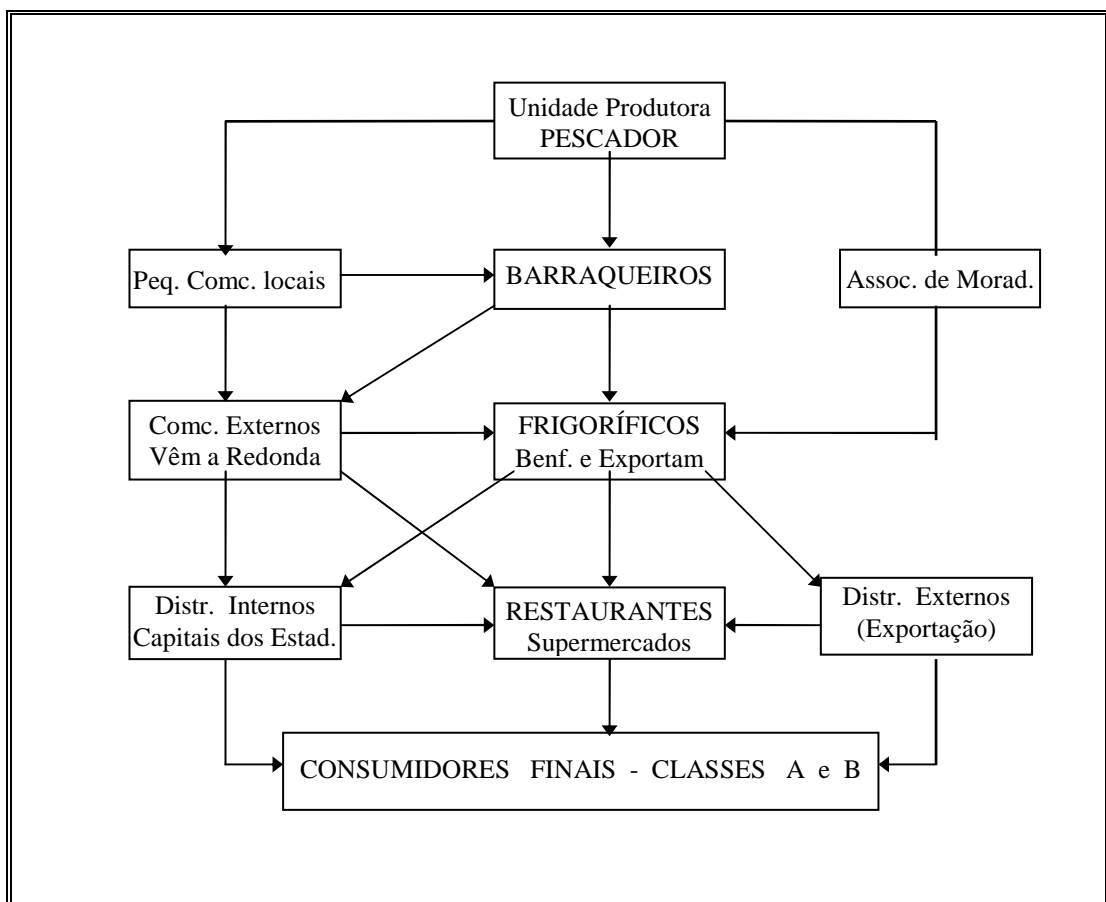 Unidade Produtora
PESCADOR
Peq. Comc. locais
BARRAQUEIROS
Assoc. de Morad.
Comc. Externos
Vêm a Redonda
FRIGORÍFICOS
Benf. e Exportam
Distr. Internos
Capitais dos Estad.
RESTAURANTES
Supermercados
Distr. Externos
(Exportação)
CONSUMIDORES FINAIS - CLASSES A e B